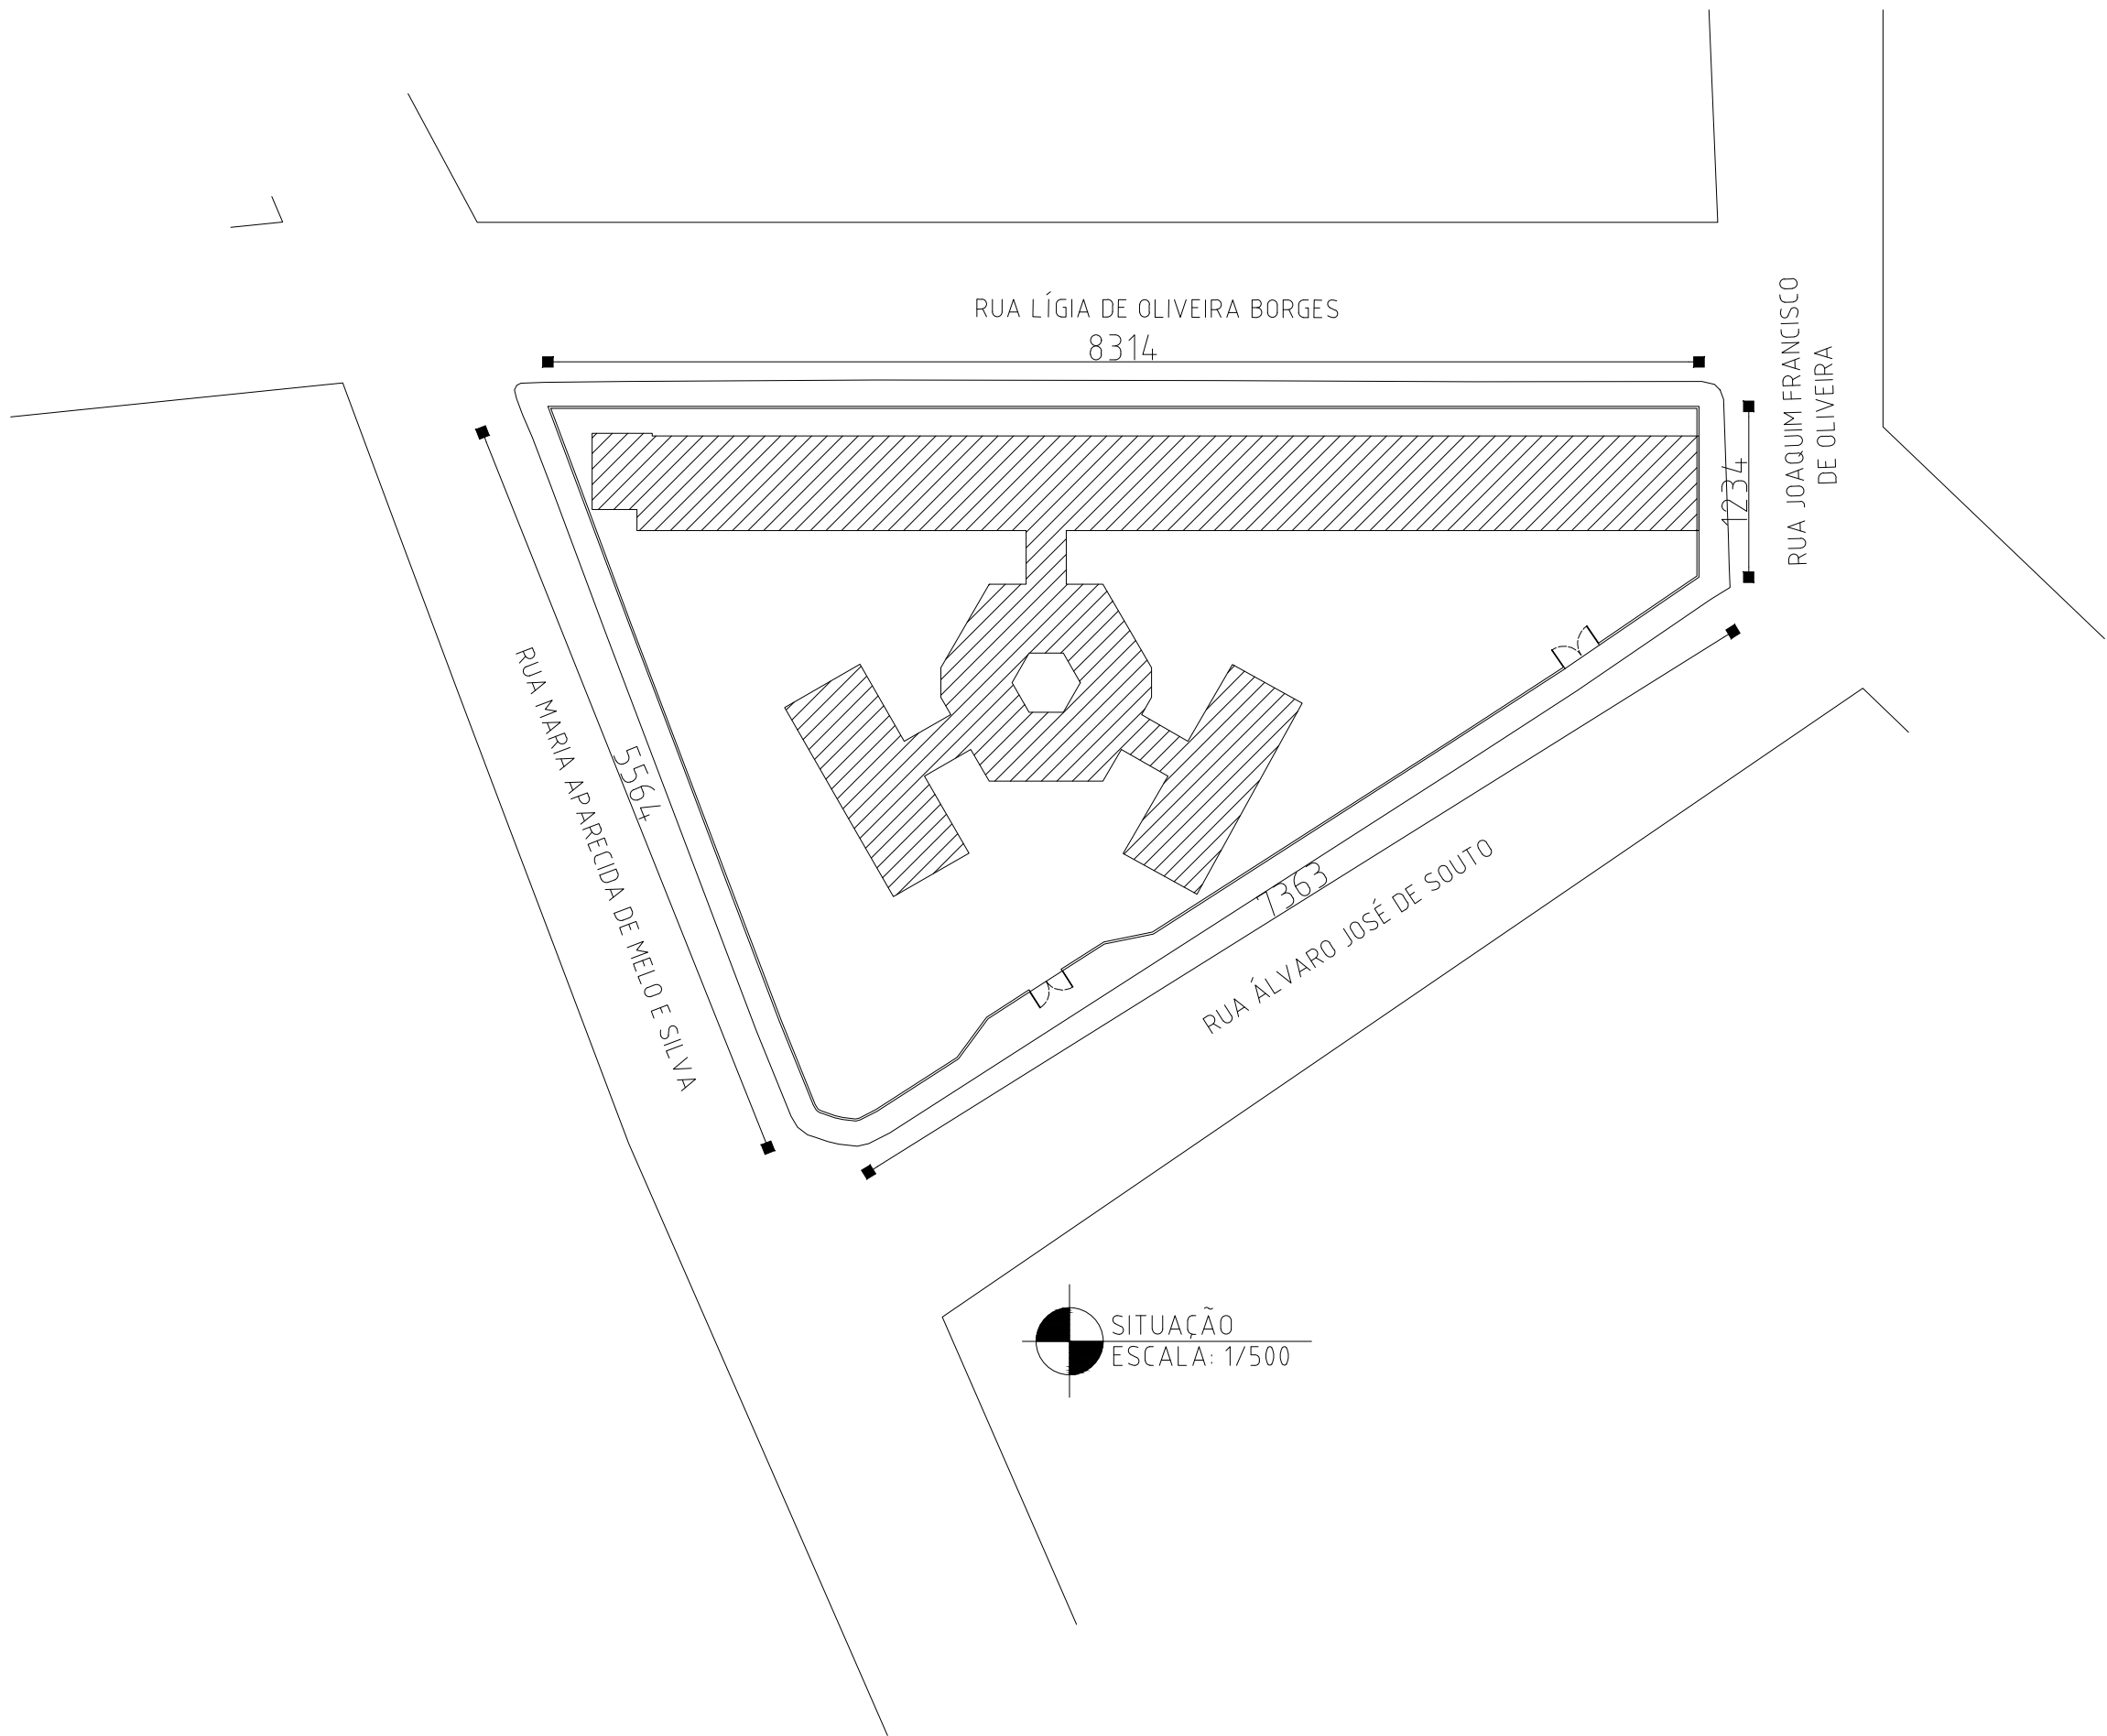 RUA LÍGIA DE OLIVEIRA BORGES
8314
RUA JOAQUIM FRANCISCO
DE OLIVEIRA
1234
RUA MARIA APARECIDA DE MELO E SILVA
5564
7363
RUA ÁLVARO JOSÉ DE SOUTO
SITUAÇÃO
ESCALA: 1/500